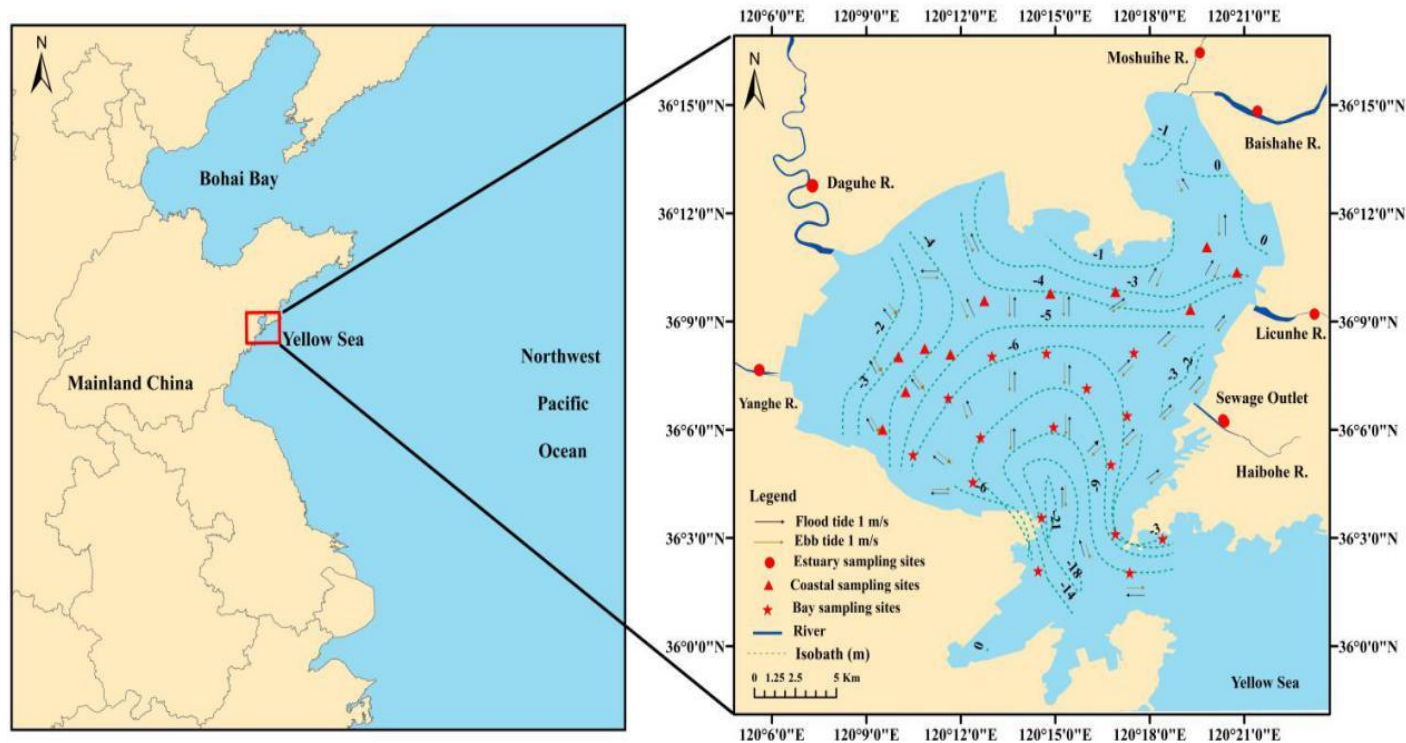 N
Bohai Bay
Yellow Sea
Mainland China
Northwest
Pacific
Ocean
120°6'0"E 120°9'0"E 120°12'0"E 120°15'0"E 120°18'0"E 120°21'0"E
N
Moshuihe R.
36°15'0"N 36°15'0"N
Baishahe R.
-1
0
Daguhe R.
36°12'0"N 36°12'0"N
-4
-1
0
-4
-3
-2
-5
36°9'0"N 36°9'0"N
Licunhe R.
-6
-2
-3
-3
Yanghe R.
Sewage Outlet
36°6'0"N 36°6'0"N
Haibohe R.
-6
-6
Legend
Flood tide 1 m/s
Ebb tide 1 m/s
-21
-3
36°3'0"N 36°3'0"N
Estuary sampling sites
Coastal sampling sites
-18
-14
Bay sampling sites
River
Isobath (m)
0
36°0'0"N 36°0'0"N
0 1.25 2.5 5 Km
Yellow Sea
120°6'0"E 120°9'0"E 120°12'0"E 120°15'0"E 120°18'0"E 120°21'0"E